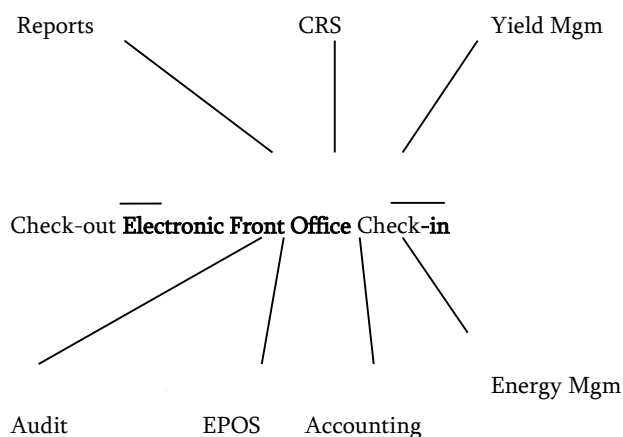 Reports CRS Yield Mgm
Check-out Electronic Front Office Check-in
Energy Mgm
Audit EPOS Accounting